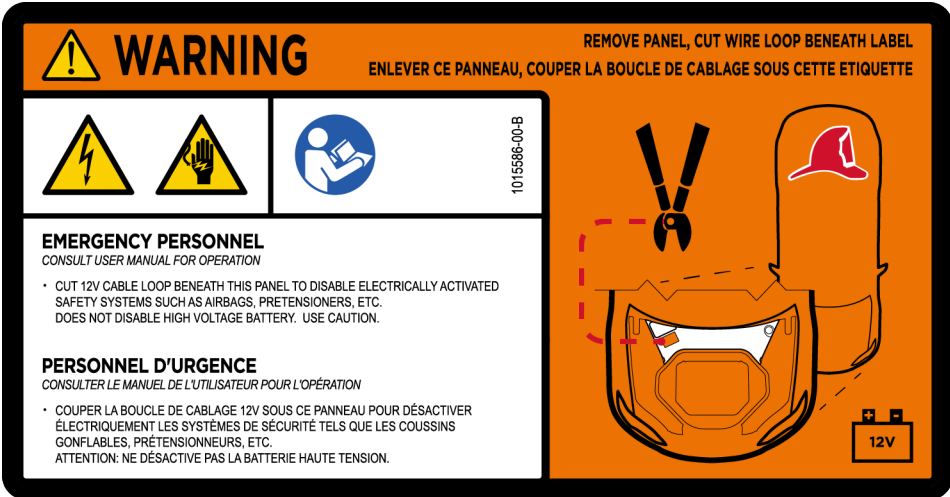 WARNING
REMOVE PANEL, CUT WIRE LOOP BENEATH LABEL
ENLEVER CE PANNEAU, COUPER LA BOUCLE DE CABLAGE SOUS CETTE ETIQUETTE
1015586-00-B
EMERGENCY PERSONNEL
CONSULT USER MANUAL FOR OPERATION
• CUT 12V CABLE LOOP BENEATH THIS PANEL TO DISABLE ELECTRICALLY ACTIVATED
SAFETY SYSTEMS SUCH AS AIRBAGS, PRETENSIONERS, ETC.
DOES NOT DISABLE HIGH VOLTAGE BATTERY. USE CAUTION.
PERSONNEL D'URGENCE
CONSULTER LE MANUEL DE L'UTILISATEUR POUR L'OPÉRATION
• COUPER LA BOUCLE DE CABLAGE 12V SOUS CE PANNEAU POUR DÉSACTIVER
ÉLECTRIQUEMENT LES SYSTÈMES DE SÉCURITÉ TELS QUE LES COUSSINS
GONFLABLES, PRÉTENSIONNEURS, ETC.
ATTENTION: NE DÉSACTIVE PAS LA BATTERIE HAUTE TENSION.
12V